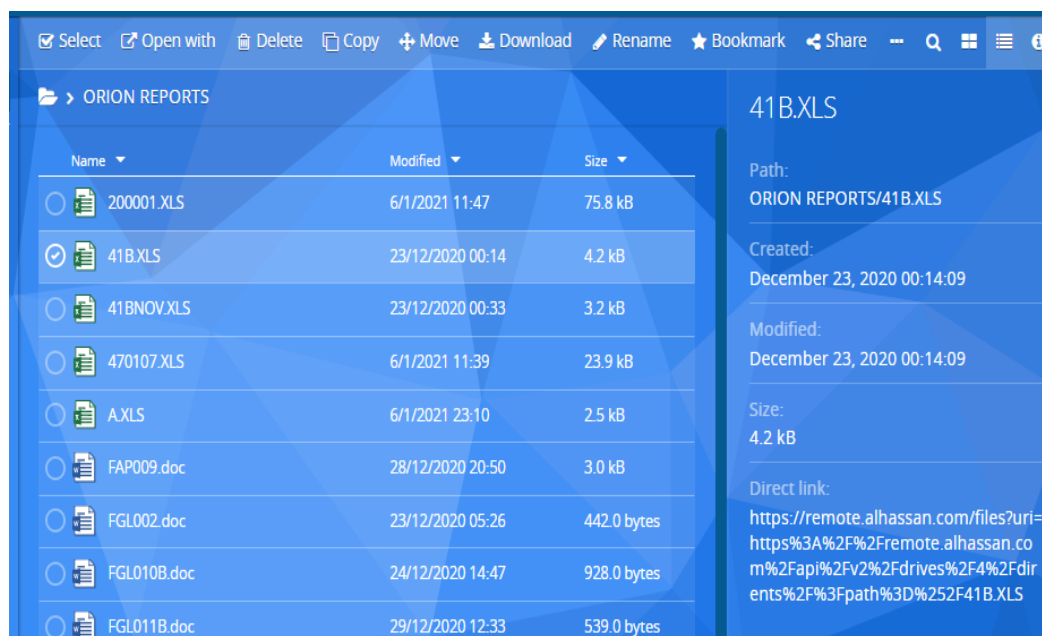 Select Open with Delete Copy Move Download Rename Bookmark Share ...
ORION REPORTS
Name Modified Size
200001.XLS 6/1/2021 11:47 75.8 kB
41B.XLS 23/12/2020 00:14 4.2 kB
41BNOV.XLS 23/12/2020 00:33 3.2 kB
470107.XLS 6/1/2021 11:39 23.9 kB
A.XLS 6/1/2021 23:10 2.5 kB
FAP009.doc 28/12/2020 20:50 3.0 kB
FGL002.doc 23/12/2020 05:26 442.0 bytes
FGL010B.doc 24/12/2020 14:47 928.0 bytes
FGL011B.doc 29/12/2020 12:33 539.0 bytes
41B.XLS
Path:
ORION REPORTS/41B.XLS
Created:
December 23, 2020 00:14:09
Modified:
December 23, 2020 00:14:09
Size:
4.2 kB
Direct link:
https://remote.alhassan.com/files?uri=
https%3A%2F%2Fremote.alhassan.co
m%2Fapi%2Fv2%2Fdrives%2F4%2Fdir
ents%2F%3Fpath%3D%252F41B.XLS